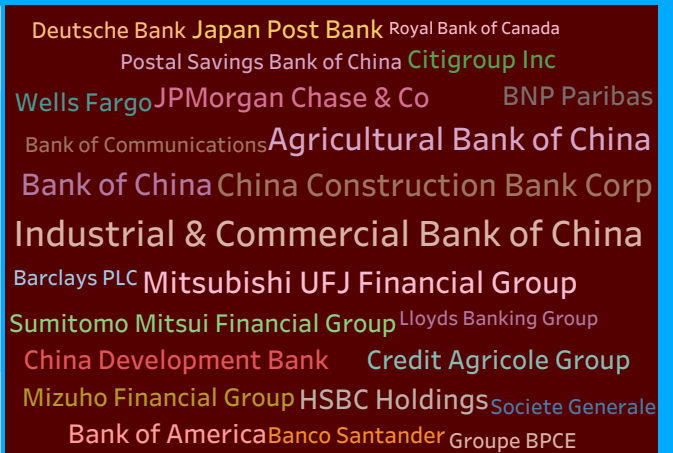 Deutsche Bank Japan Post Bank Royal Bank of Canada
Postal Savings Bank of China Citigroup Inc
Wells Fargo JPMorgan Chase & Co BNP Paribas
Bank of Communications Agricultural Bank of China
Bank of China China Construction Bank Corp
Industrial & Commercial Bank of China
Barclays PLC Mitsubishi UFJ Financial Group
Sumitomo Mitsui Financial Group Lloyds Banking Group
China Development Bank Credit Agricole Group
Mizuho Financial Group HSBC Holdings Societe Generale
Bank of America Banco Santander Groupe BPCE